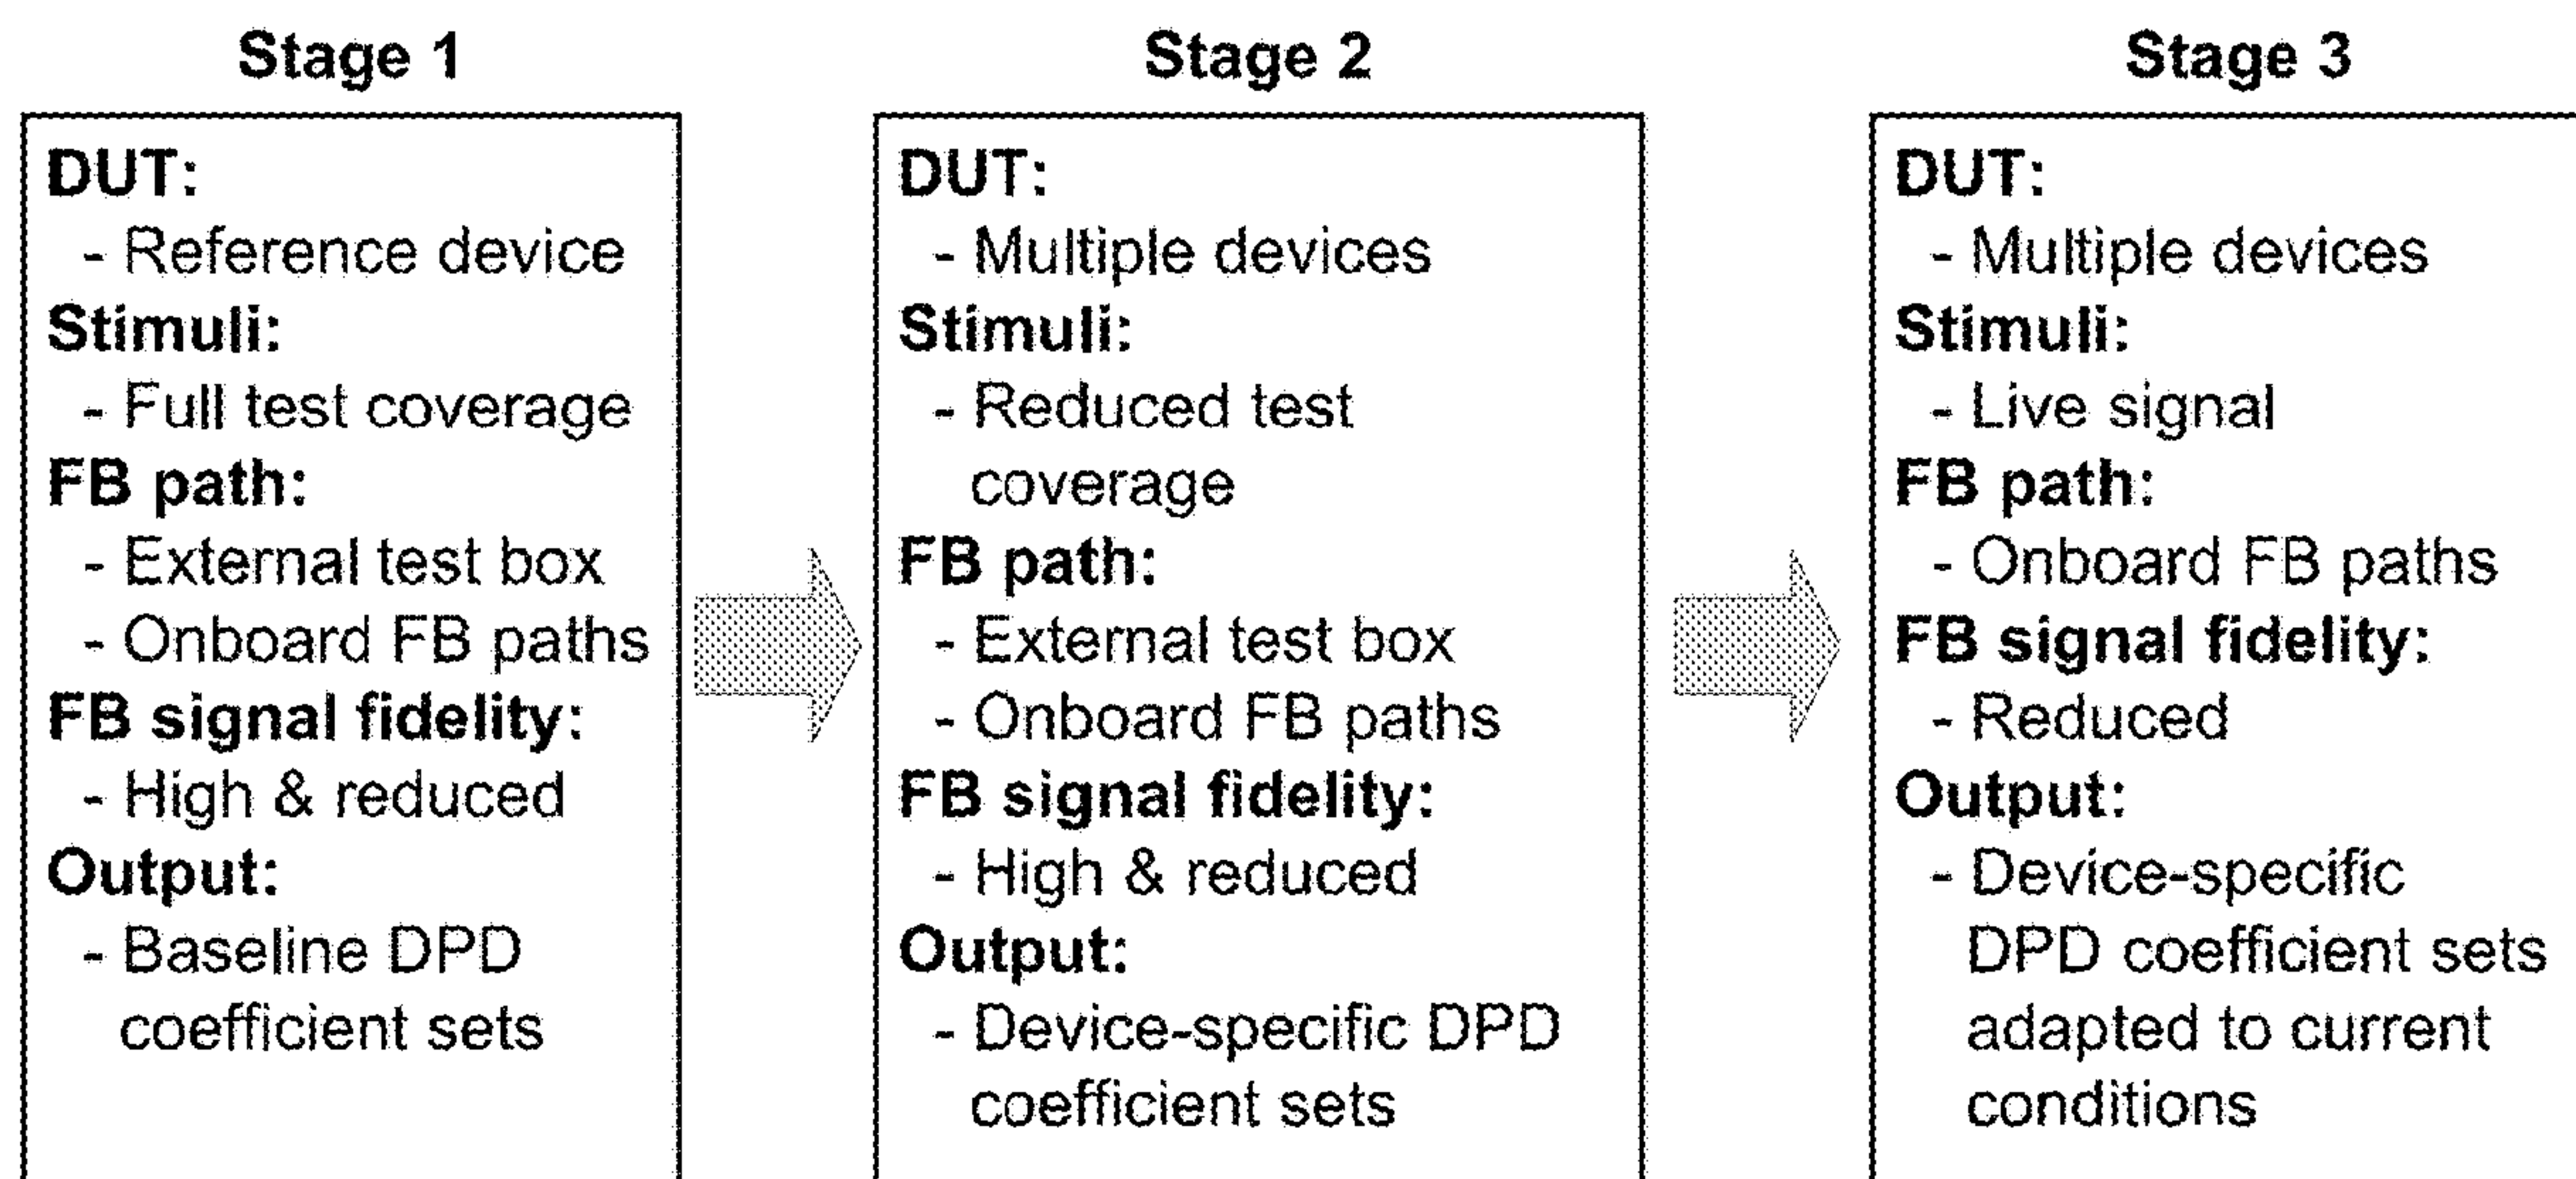 Stage 1
DUT:
- Reference device
Stimuli:
- Full test coverage
FB path:
- External test box
- Onboard FB paths
FB signal fidelity:
- High & reduced
Output:
- Baseline DPD
coefficient sets
Stage 2
DUT:
- Multiple devices
Stimuli:
- Reduced test
coverage
FB path:
- External test box
- Onboard FB paths
FB signal fidelity:
- High & reduced
Output:
- Device-specific DPD
coefficient sets
Stage 3
DUT:
- Multiple devices
Stimuli:
- Live signal
FB path:
- Onboard FB paths
FB signal fidelity:
- Reduced
Output:
- Device-specific
DPD coefficient sets
adapted to current
conditions